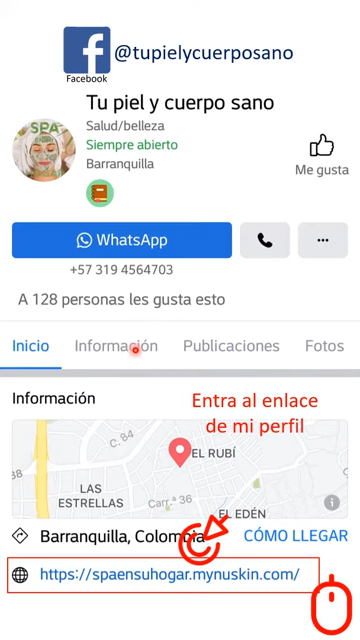 @tupielycuerposano
Facebook
Tu piel y cuerpo sano
SPA
Salud/belleza
Siempre abierto
Barranquilla
Me gusta
WhatsApp
+57 319 4564703
A 128 personas les gusta esto
Inicio Información Publicaciones Fotos
Información
Entra al enlace
de mi perfil
C. 84
EL RUBÍ
LAS
ESTRELLAS
Carr.ª 36
EL EDÉN
Barranquilla, Colombia CÓMO LLEGAR
https://spaensuhogar.mynuskin.com/